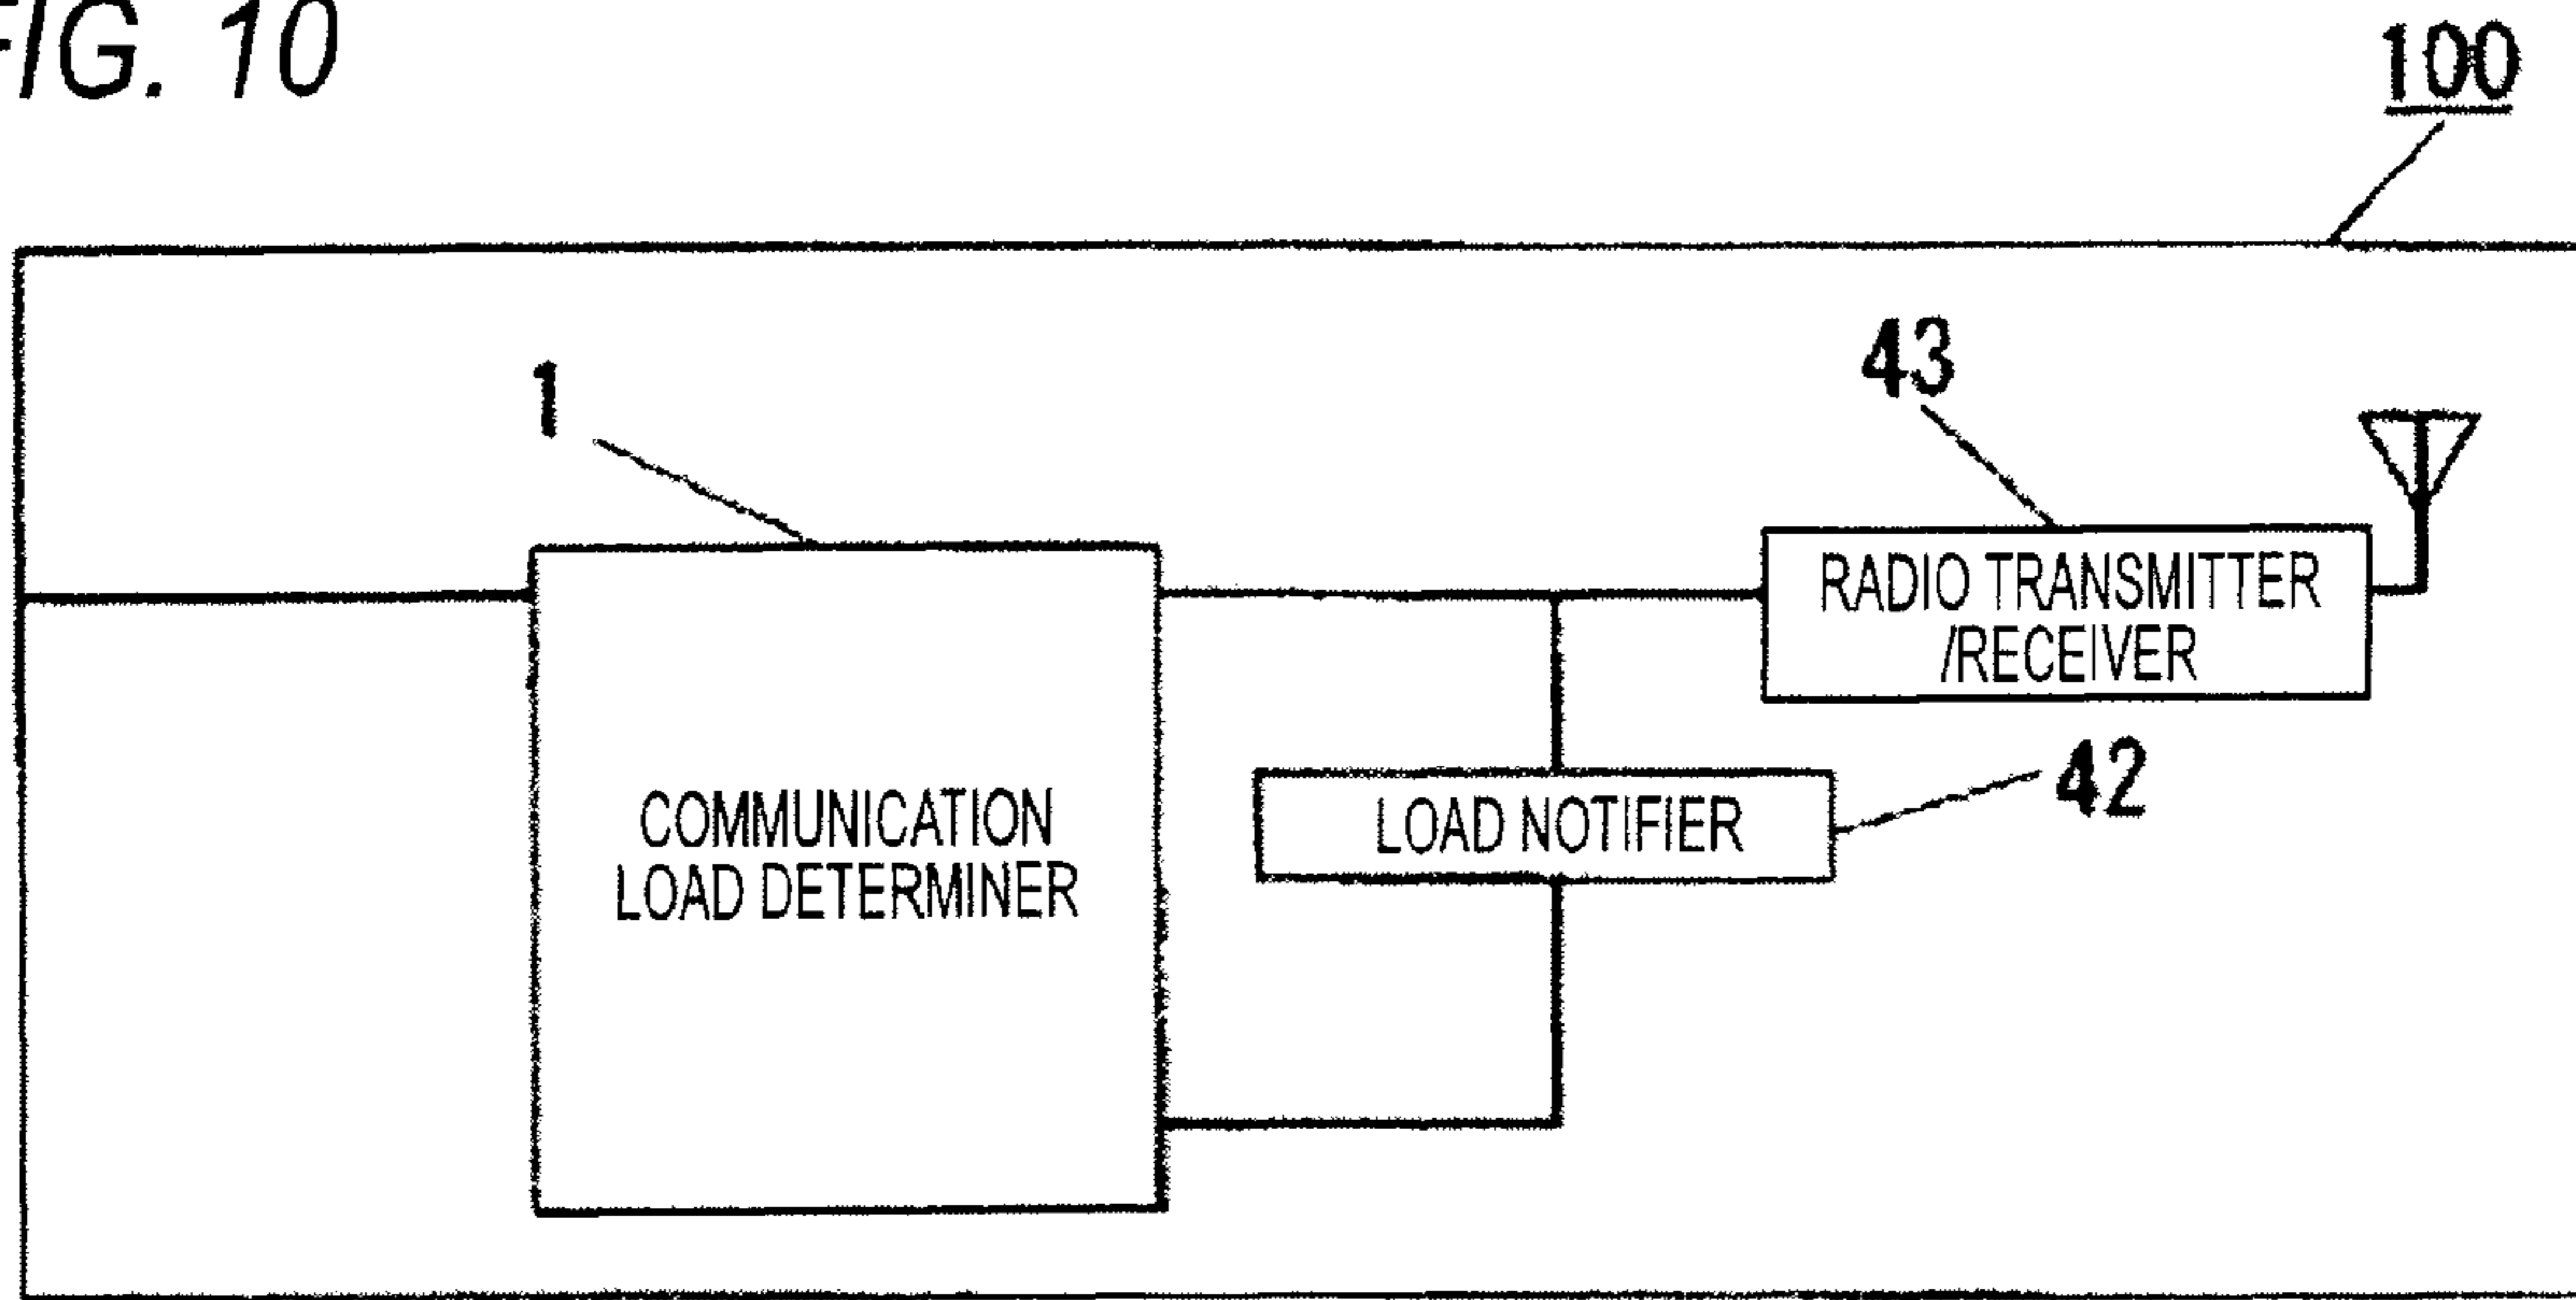 FIG. 10
100
1
43
RADIO TRANSMITTER
/RECEIVER
42
LOAD NOTIFIER
COMMUNICATION
LOAD DETERMINER